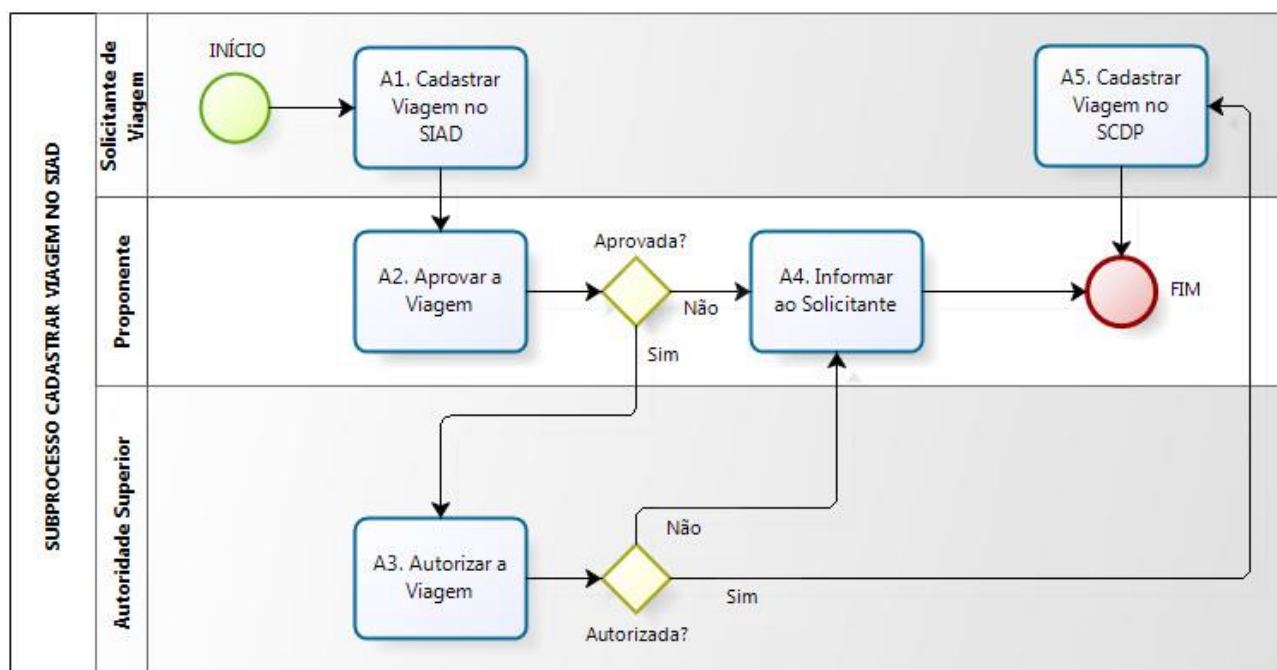 SUBPROCESSO CADASTRAR VIAGEM NO SIAD
Solicitante de
Viagem
INÍCIO
A1. Cadastrar
Viagem no
SIAD
A5. Cadastrar
Viagem no
SCDP
Proponente
A2. Aprovar a
Viagem
Aprovada?
Não
Sim
A4. Informar
ao Solicitante
FIM
Autoridade Superior
A3. Autorizar a
Viagem
Não
Sim
Autorizada?